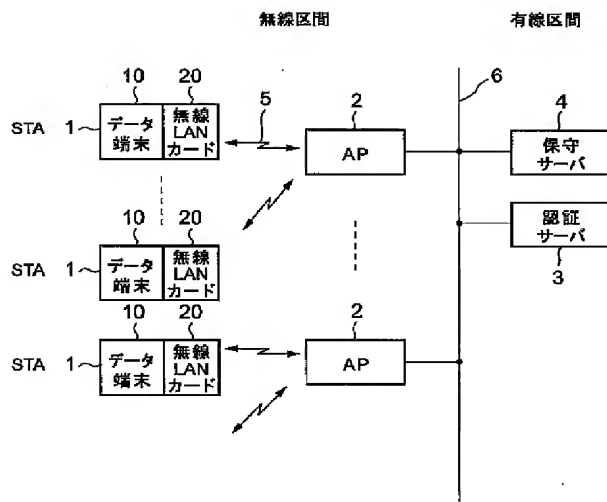 無線区間
有線区間
10
20
5
2
6
4
STA
1
データ
端末
無線
LAN
カード
AP
保守
サーバ
認証
サーバ
3
10
20
STA
1
データ
端末
無線
LAN
カード
10
20
2
STA
1
データ
端末
無線
LAN
カード
AP